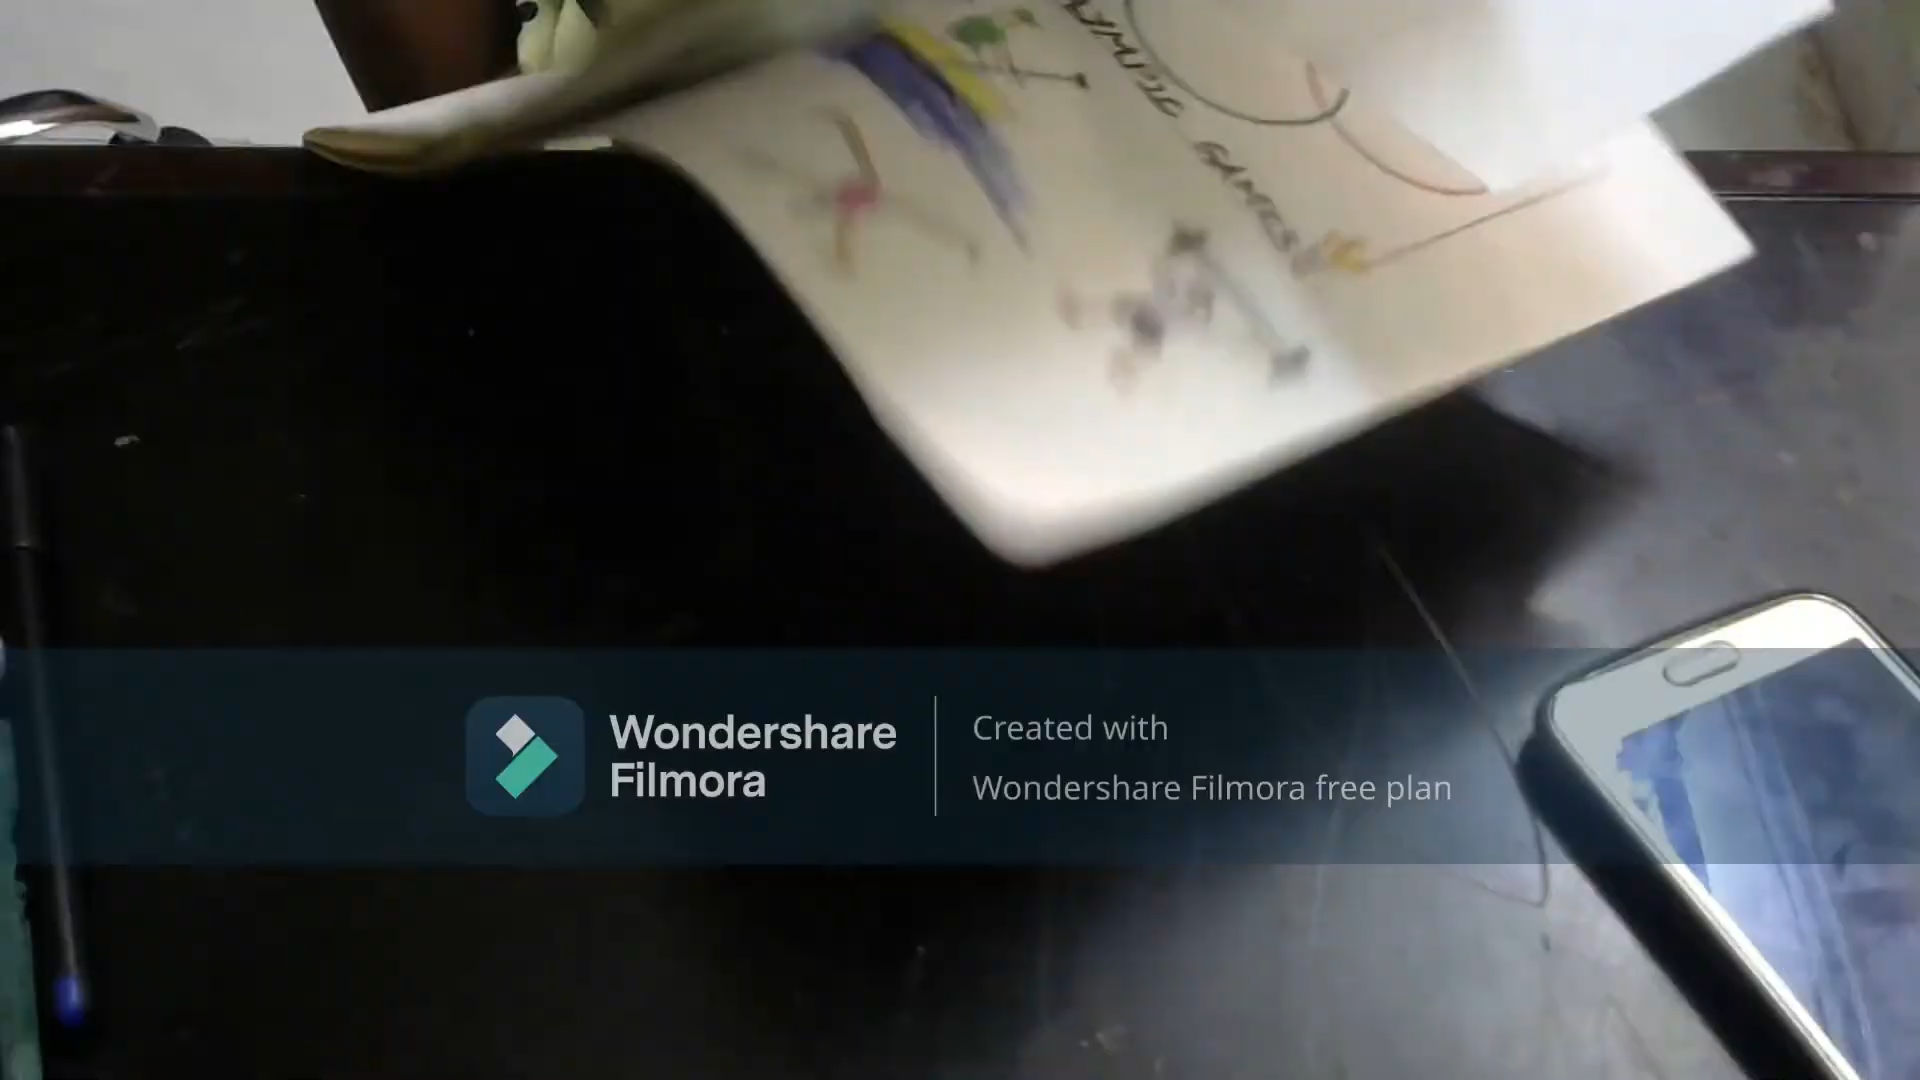 GAMES
Wondershare
Filmora
Created with
Wondershare Filmora free plan